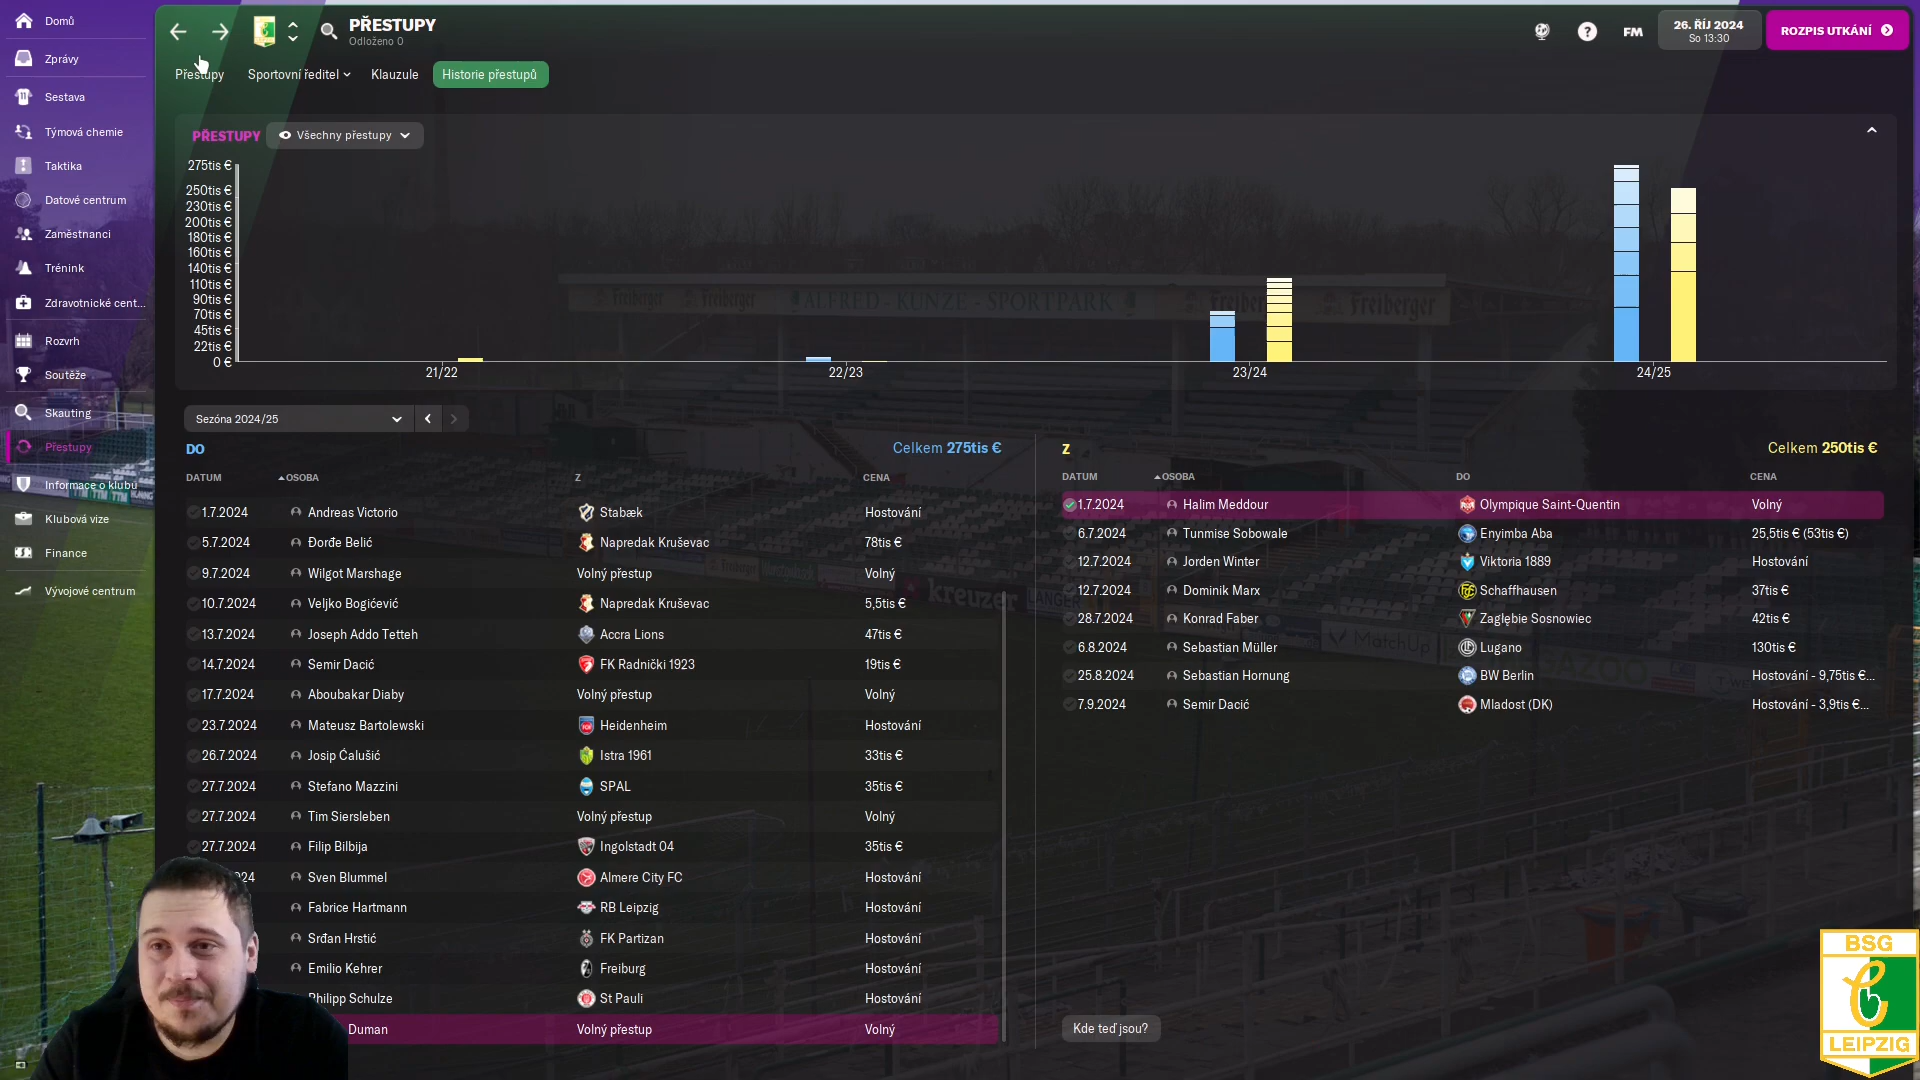 Domů
Zprávy
Sestava
Týmová chemie
Taktika
Datové centrum
Zaměstnanci
Trénink
Zdravotnické cent...
Rozvrh
Soutěže
Skauting
Přestupy
Informace o klubu
Klubová vize
Finance
Vývojové centrum
PŘESTUPY
Odloženo 0
FM
26. ŘÍJ 2024
So 13:30
ROZPIS UTKÁNÍ
Přestupy Sportovní ředitel Klauzule Historie přestupů
PŘESTUPY Všechny přestupy
275tis €
250tis €
230tis €
200tis €
180tis €
160tis €
140tis €
110tis €
90tis €
70tis €
45tis €
22tis €
0 €
21/22 22/23 23/24 24/25
ALFRED - KUNZE - SPORTPARK
Freiberger
Freiberger
Freiberger
Freiberger
Sezóna 2024/25
DO Celkem 275tis €
DATUM OSOBA Z CENA
1.7.2024 Andreas Victorio Stabæk Hostování
5.7.2024 Đorđe Belić Napredak Kruševac 78tis €
9.7.2024 Wilgot Marshage Volný přestup Volný
10.7.2024 Veljko Bogićević Napredak Kruševac 5,5tis €
13.7.2024 Joseph Addo Tetteh Accra Lions 47tis €
14.7.2024 Semir Dacić FK Radnički 1923 19tis €
17.7.2024 Aboubakar Diaby Volný přestup Volný
23.7.2024 Mateusz Bartolewski Heidenheim Hostování
26.7.2024 Josip Ćalušić Istra 1961 33tis €
27.7.2024 Stefano Mazzini SPAL 35tis €
27.7.2024 Tim Siersleben Volný přestup Volný
27.7.2024 Filip Bilbija Ingolstadt 04 35tis €
24 Sven Blummel Almere City FC Hostování
Fabrice Hartmann RB Leipzig Hostování
Srđan Hrstić FK Partizan Hostování
Emilio Kehrer Freiburg Hostování
Philipp Schulze St Pauli Hostování
Duman Volný přestup Volný
Z Celkem 250tis €
DATUM OSOBA DO CENA
1.7.2024 Halim Meddour Olympique Saint-Quentin Volný
6.7.2024 Tunmise Sobowale Enyimba Aba 25,5tis € (53tis €)
12.7.2024 Jorden Winter Viktoria 1889 Hostování
12.7.2024 Dominik Marx Schaffhausen 37tis €
28.7.2024 Konrad Faber Zagłębie Sosnowiec 42tis €
6.8.2024 Sebastian Müller Lugano 130tis €
25.8.2024 Sebastian Hornung BW Berlin Hostování - 9,75tis €...
7.9.2024 Semir Dacić Mladost (DK) Hostování - 3,9tis €...
kreuzer
MatchUp
Kde teď jsou?
BSG
LEIPZIG